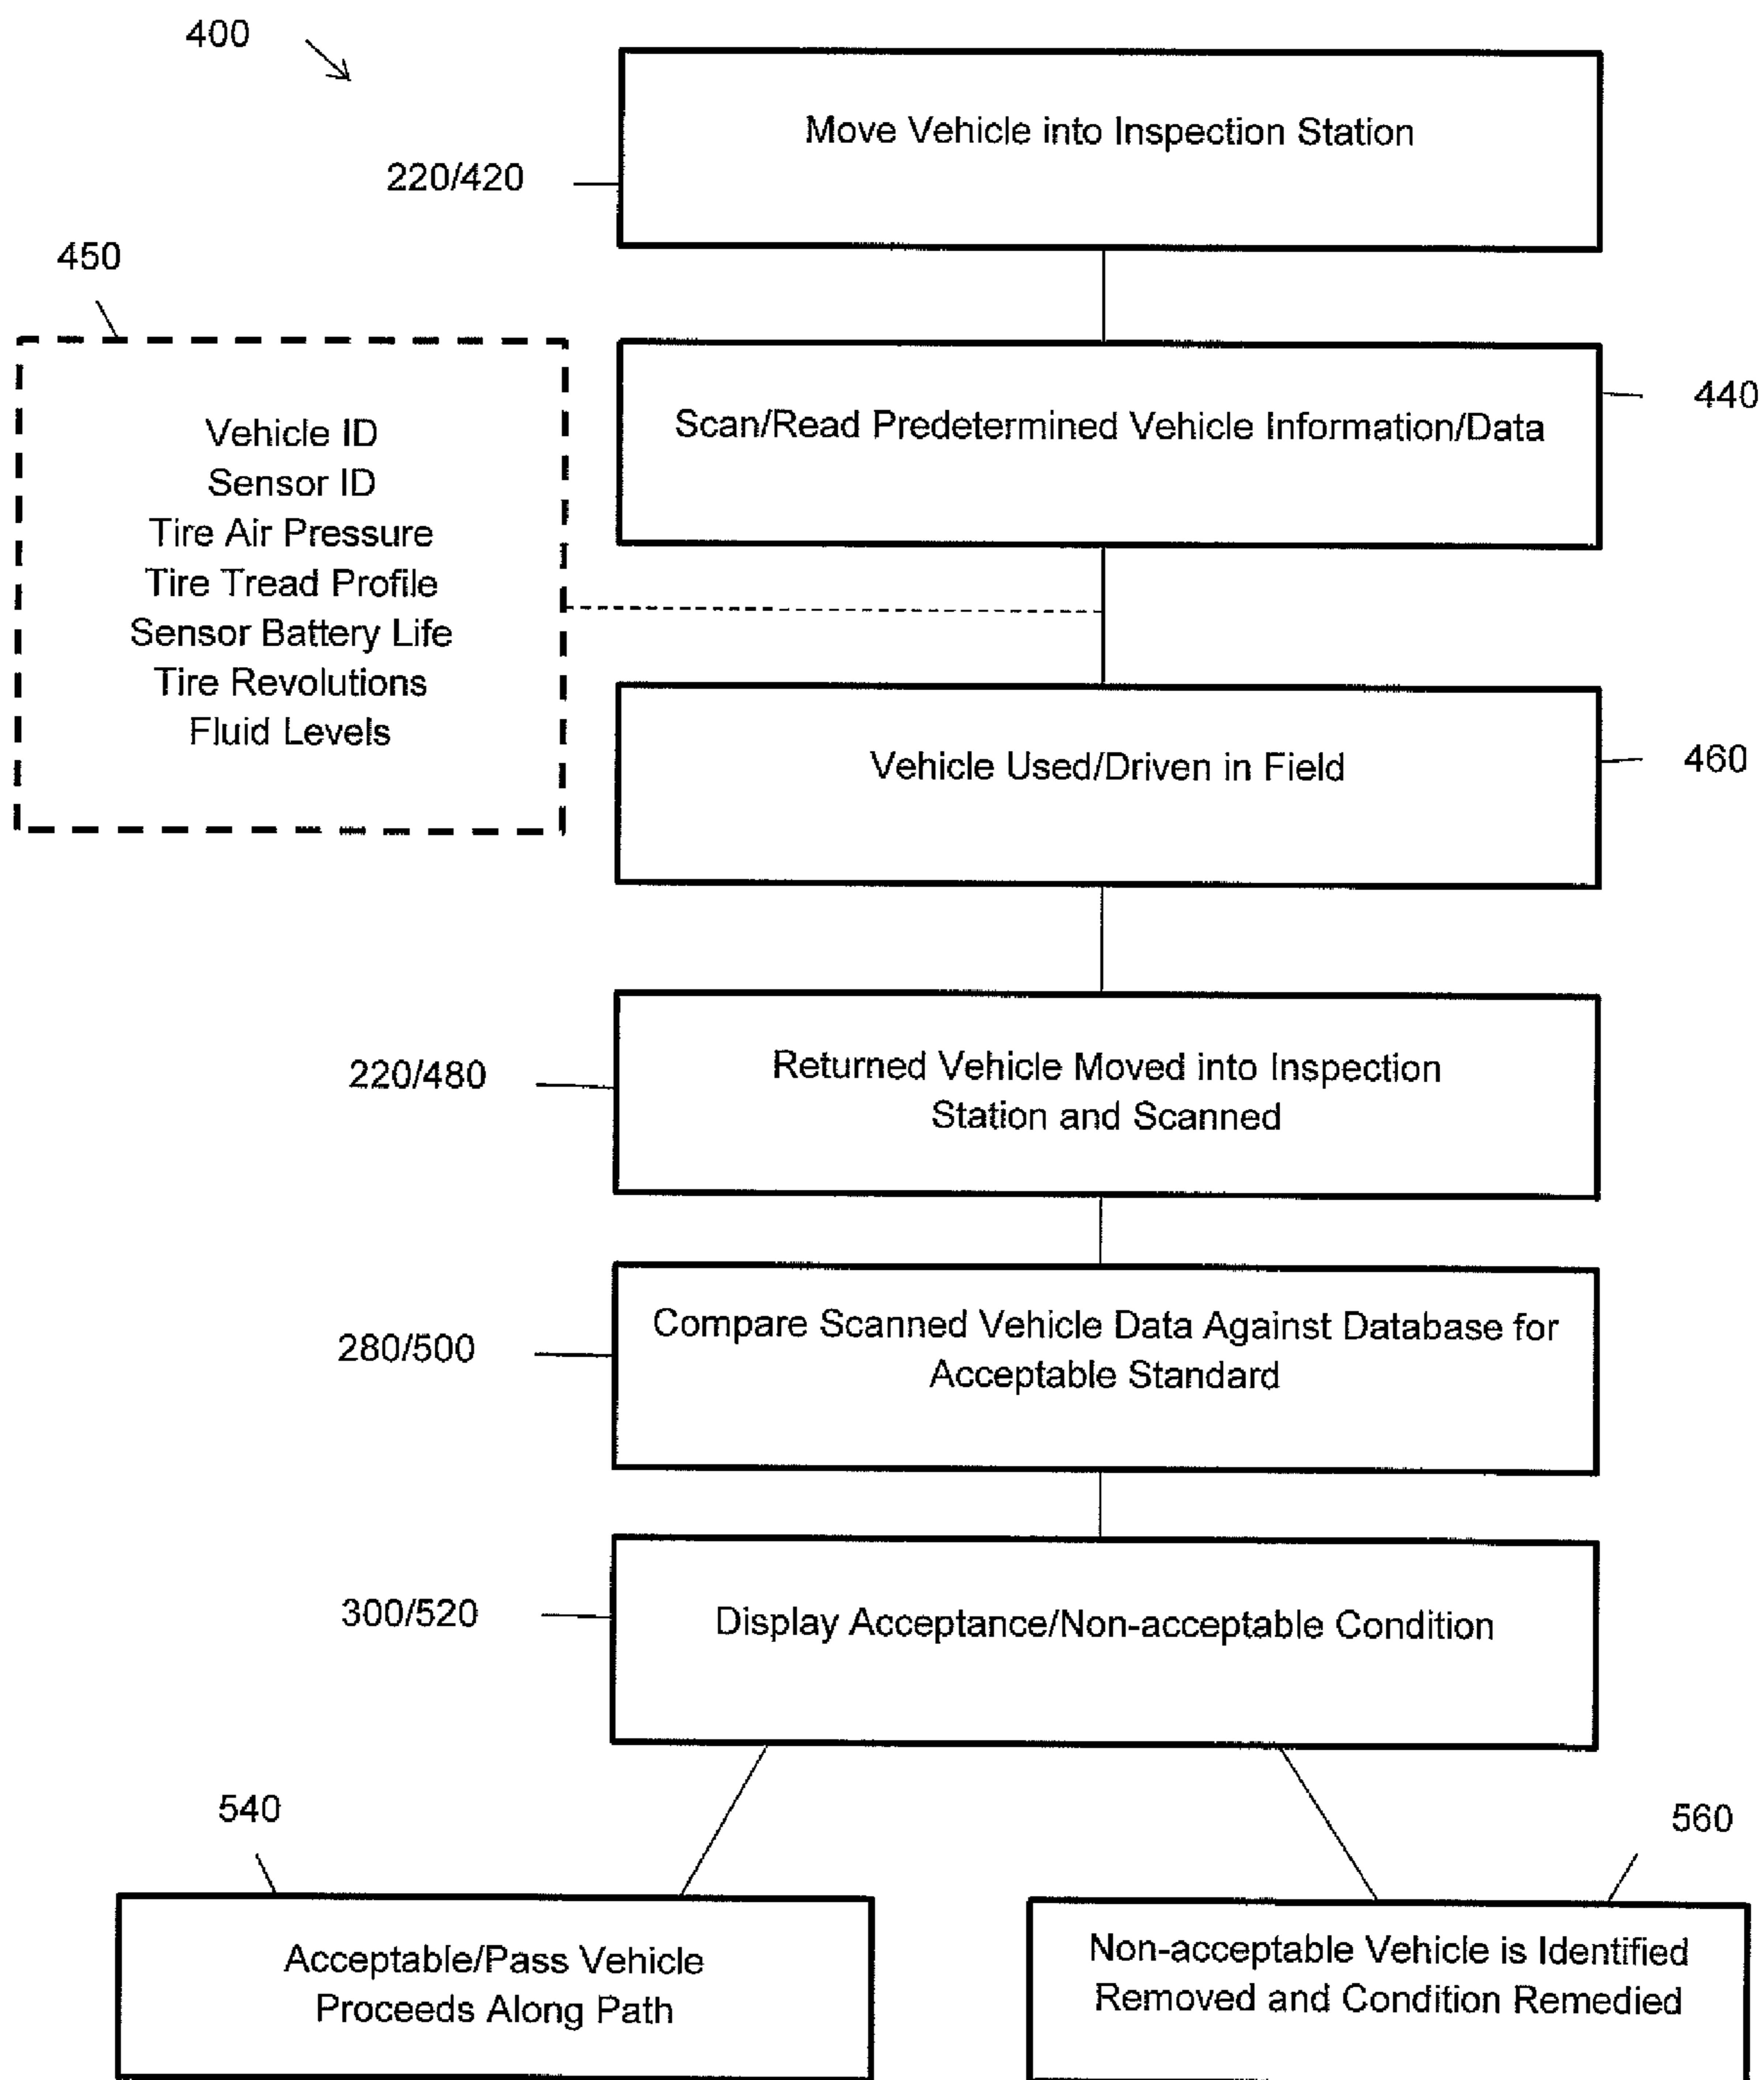 400
Move Vehicle into Inspection Station
220/420
450
Vehicle ID
Sensor ID
Tire Air Pressure
Tire Tread Profile
Sensor Battery Life
Tire Revolutions
Fluid Levels
Scan/Read Predetermined Vehicle Information/Data
440
Vehicle Used/Driven in Field
460
220/480
Returned Vehicle Moved into Inspection
Station and Scanned
280/500
Compare Scanned Vehicle Data Against Database for
Acceptable Standard
300/520
Display Acceptance/Non-acceptable Condition
540
Acceptable/Pass Vehicle
Proceeds Along Path
560
Non-acceptable Vehicle is Identified
Removed and Condition Remedied